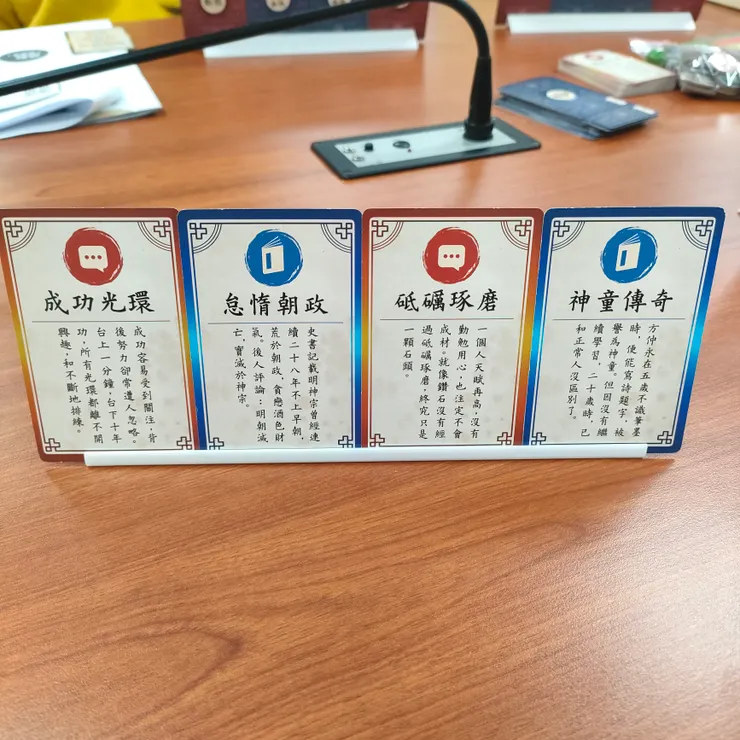 成功光環
成功容易受到關注，背
後努力卻常遭人忽略。
台上一分鐘，台下十年
功，所有光環都離不開
興趣，和不斷地排練。
怠惰朝政
史書記載明神宗曾經連
續二十八年不上早朝，
荒於朝政，貪戀酒色財
氣。後人評論：明朝滅
亡，實滅於神宗。
砥礪琢磨
一個人天賦再高，沒有
勤勉用心，也注定不會
成材。就像鑽石沒有經
過砥礪琢磨，終究只是
一顆石頭。
神童傳奇
方仲永在五歲不識筆墨
時，便能寫詩題字，被
譽為神童。但因沒有繼
續學習，二十歲時，已
和正常人沒區別了。